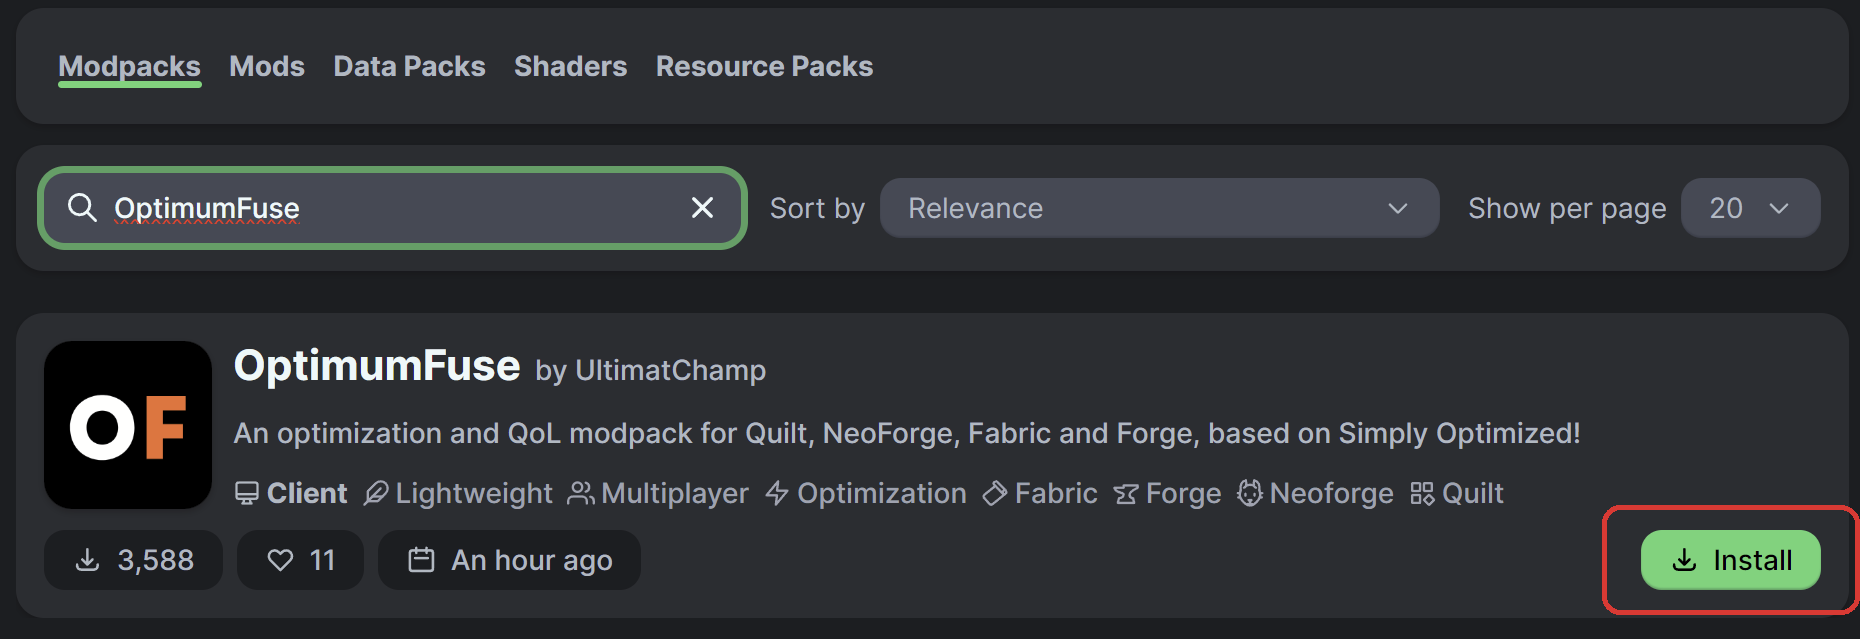 Modpacks Mods Data Packs Shaders Resource Packs
OptimumFuse Sort by Relevance Show per page 20
OF
OptimumFuse by UltimatChamp
An optimization and QoL modpack for Quilt, NeoForge, Fabric and Forge, based on Simply Optimized!
Client Lightweight Multiplayer Optimization Fabric Forge Neoforge Quilt
3,588 11 An hour ago Install